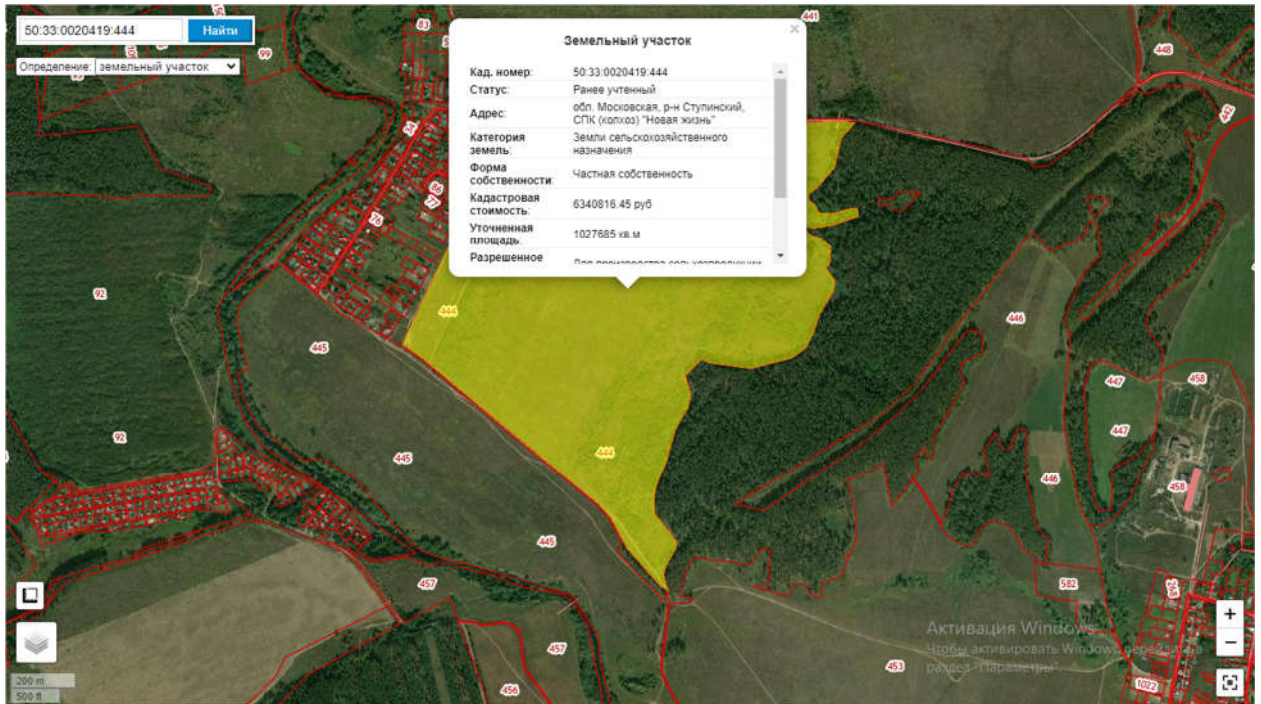 50:33:0020419:444
Найти
Определение: земельный участок
Земельный участок
Кад. номер: 50:33:0020419:444
Статус: Ранее учтенный
Адрес: обл. Московская, р-н Ступинский,
СПК (колхоз) "Новая жизнь"
Категория земель: Земли сельскохозяйственного
назначения
Форма
собственности: Частная собственность
Кадастровая
стоимость: 6340816.45 руб
Уточненная
площадь: 1027685 кв.м
Разрешенное
83
441
448
99
442
34
86
77
76
92
444
446
445
447
458
92
447
444
445
446
458
445
457
582
268
457
453
456
1022
Активация Windows
Чтобы активировать Windows, перейдите в
раздел "Параметры".
+
−
200 m
500 ft